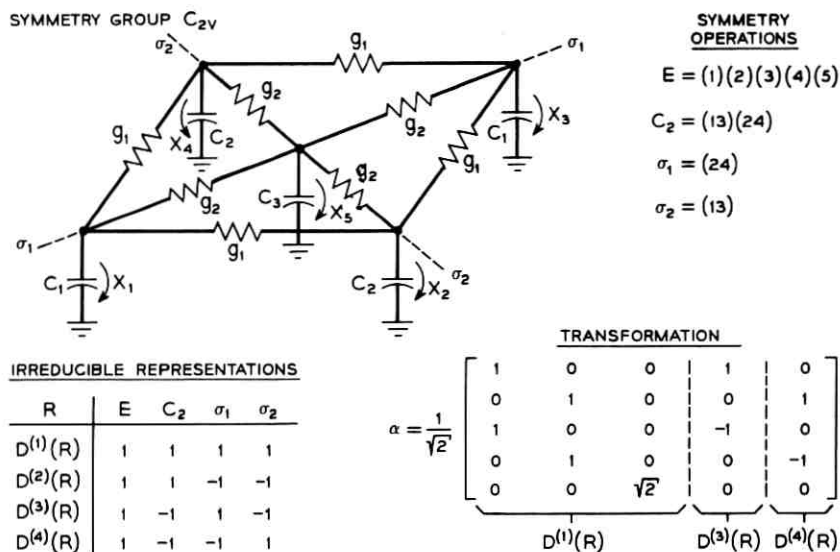 SYMMETRY GROUP C₂ᵥ
SYMMETRY OPERATIONS
E = (1)(2)(3)(4)(5)
C₂ = (13)(24)
σ₁ = (24)
σ₂ = (13)
σ₂
g₁
σ₁
g₂
g₂
g₁
X₄
C₂
C₁
X₃
g₁
g₂
C₃
X₅
g₂
σ₁
g₁
σ₂
C₁
X₁
C₂
X₂
IRREDUCIBLE REPRESENTATIONS
R E C₂ σ₁ σ₂
D⁽¹⁾(R) 1 1 1 1
D⁽²⁾(R) 1 1 -1 -1
D⁽³⁾(R) 1 -1 1 -1
D⁽⁴⁾(R) 1 -1 -1 1
TRANSFORMATION
α = 1/√2
1 0 0 1 0
0 1 0 0 1
1 0 0 -1 0
0 1 0 0 -1
0 0 √2 0 0
D⁽¹⁾(R) D⁽³⁾(R) D⁽⁴⁾(R)